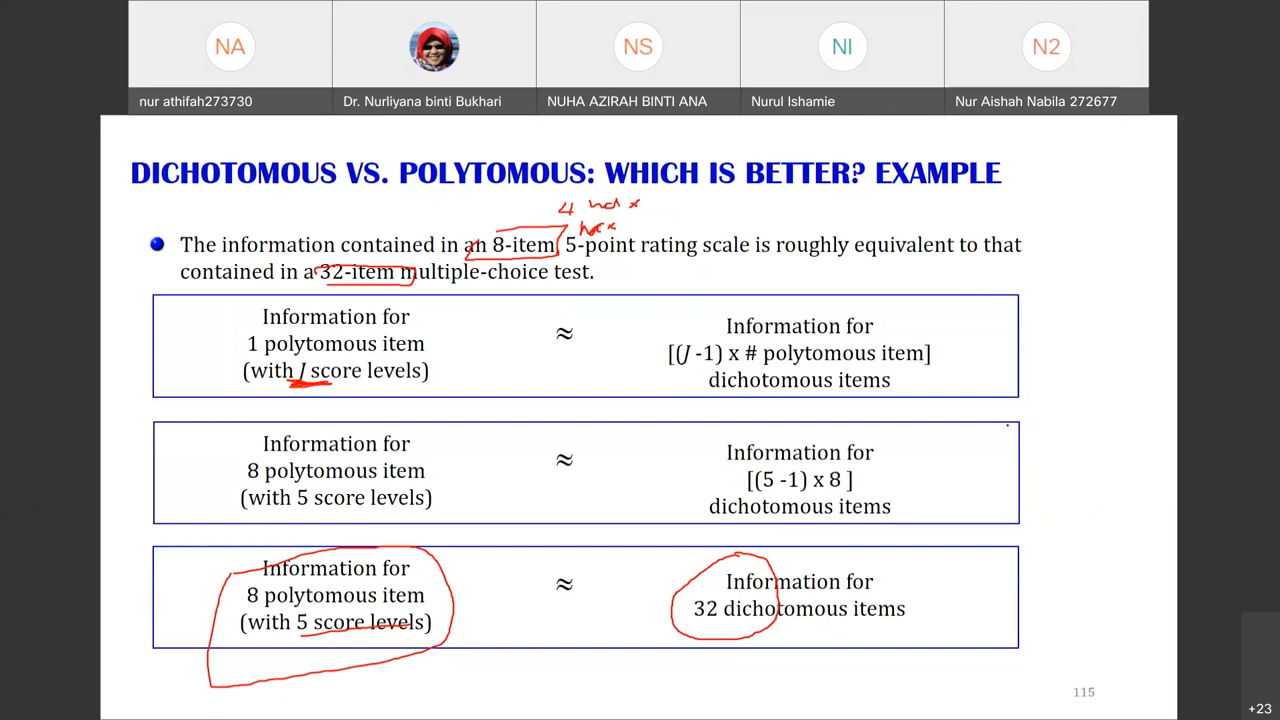 NA
NS
NI
N2
nur athifah273730
Dr. Nurliyana binti Bukhari
NUHA AZIRAH BINTI ANA
Nurul Ishamie
Nur Aishah Nabila 272677
DICHOTOMOUS VS. POLYTOMOUS: WHICH IS BETTER? EXAMPLE
4
The information contained in an 8-item, 5-point rating scale is roughly equivalent to that
contained in a 32-item multiple-choice test.
Information for
1 polytomous item
(with J score levels)
≈
Information for
[(J -1) x # polytomous item]
dichotomous items
Information for
8 polytomous item
(with 5 score levels)
≈
Information for
[(5 -1) x 8 ]
dichotomous items
Information for
8 polytomous item
(with 5 score levels)
≈
Information for
32 dichotomous items
115
+23